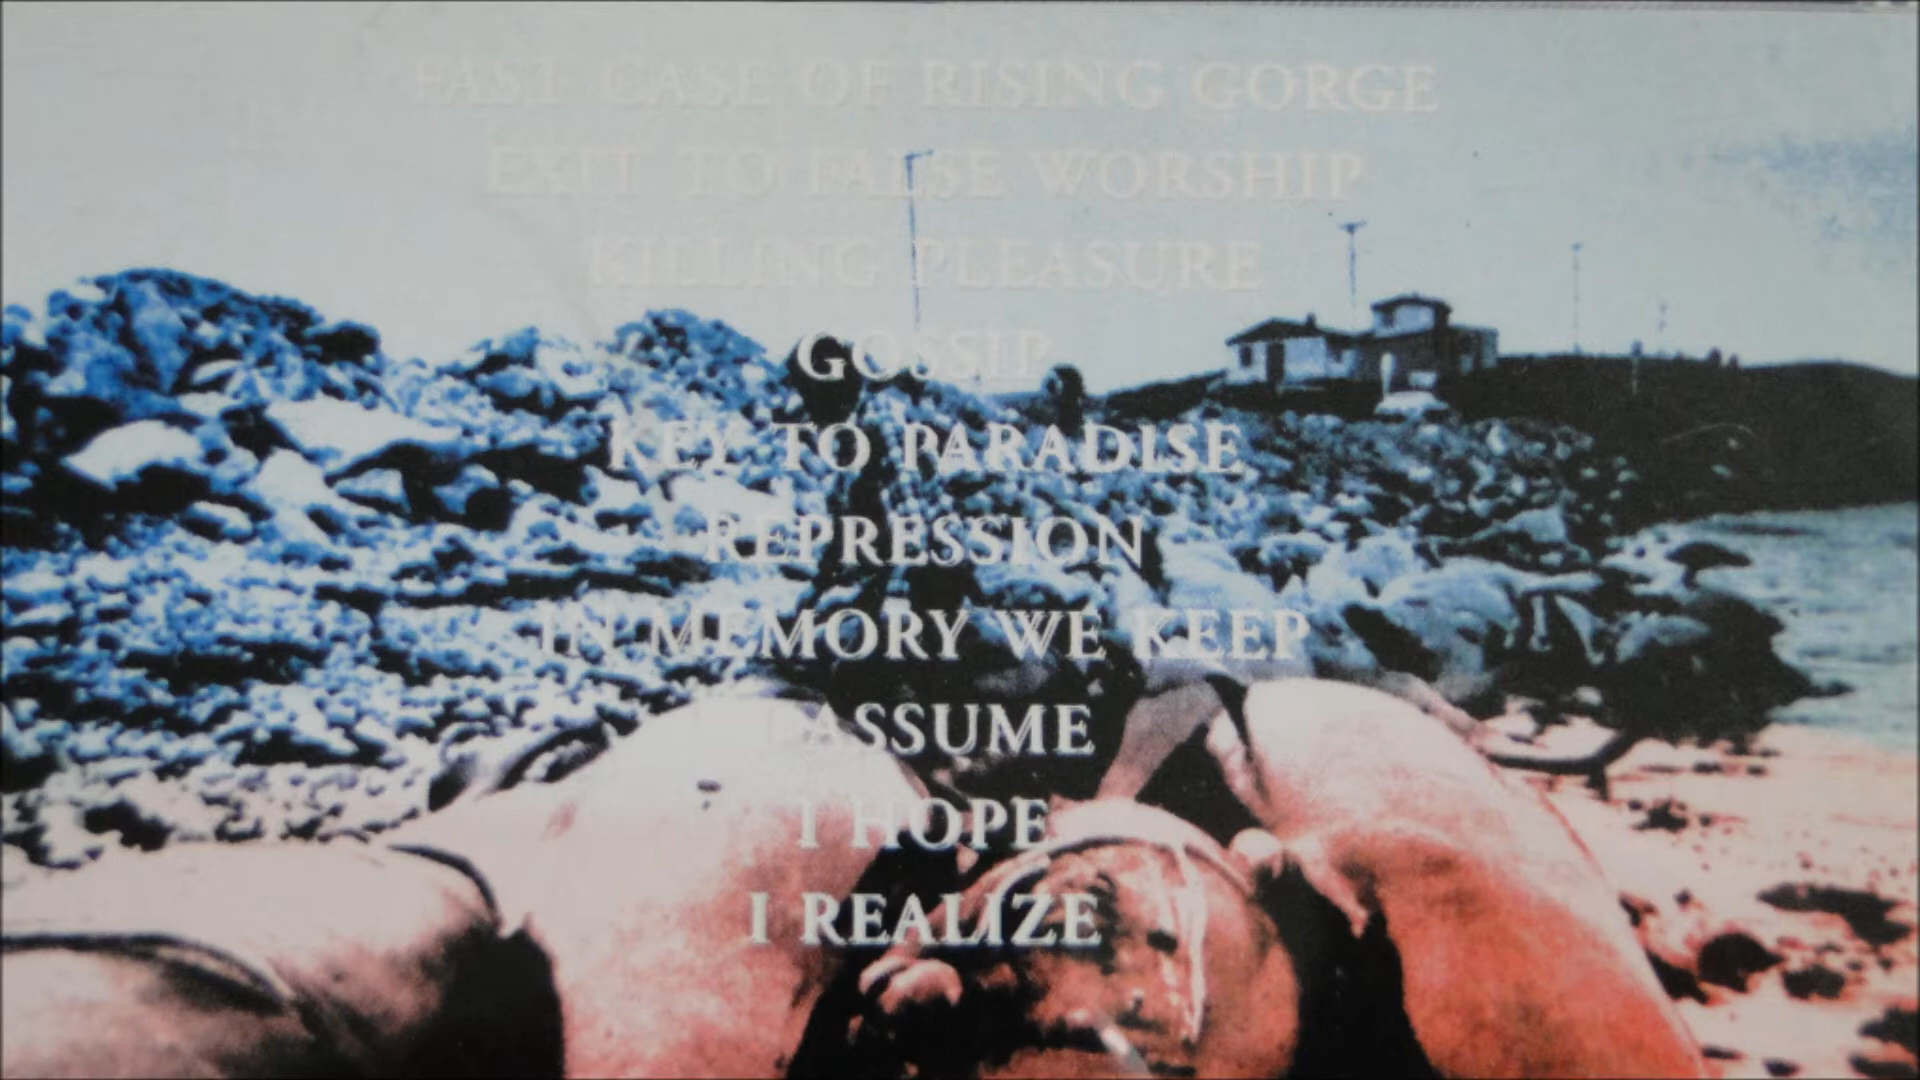 FAST CASE OF RISING GORGE
EXIT TO FALSE WORSHIP
KILLING PLEASURE
GOSSIP
KEY TO PARADISE
REPRESSION
IN MEMORY WE KEEP
I ASSUME
I HOPE
I REALIZE